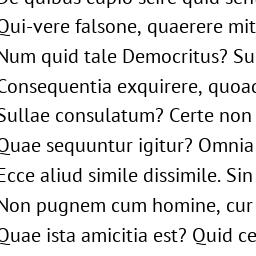 De quibus cupio scire quid sen
Qui-vere falsone, quaerere mit
Num quid tale Democritus? Su
Consequentia exquirere, quoad
Sullae consulatum? Certe non
Quae sequuntur igitur? Omnia
Ecce aliud simile dissimile. Sin
Non pugnem cum homine, cur
Quae ista amicitia est? Quid ce